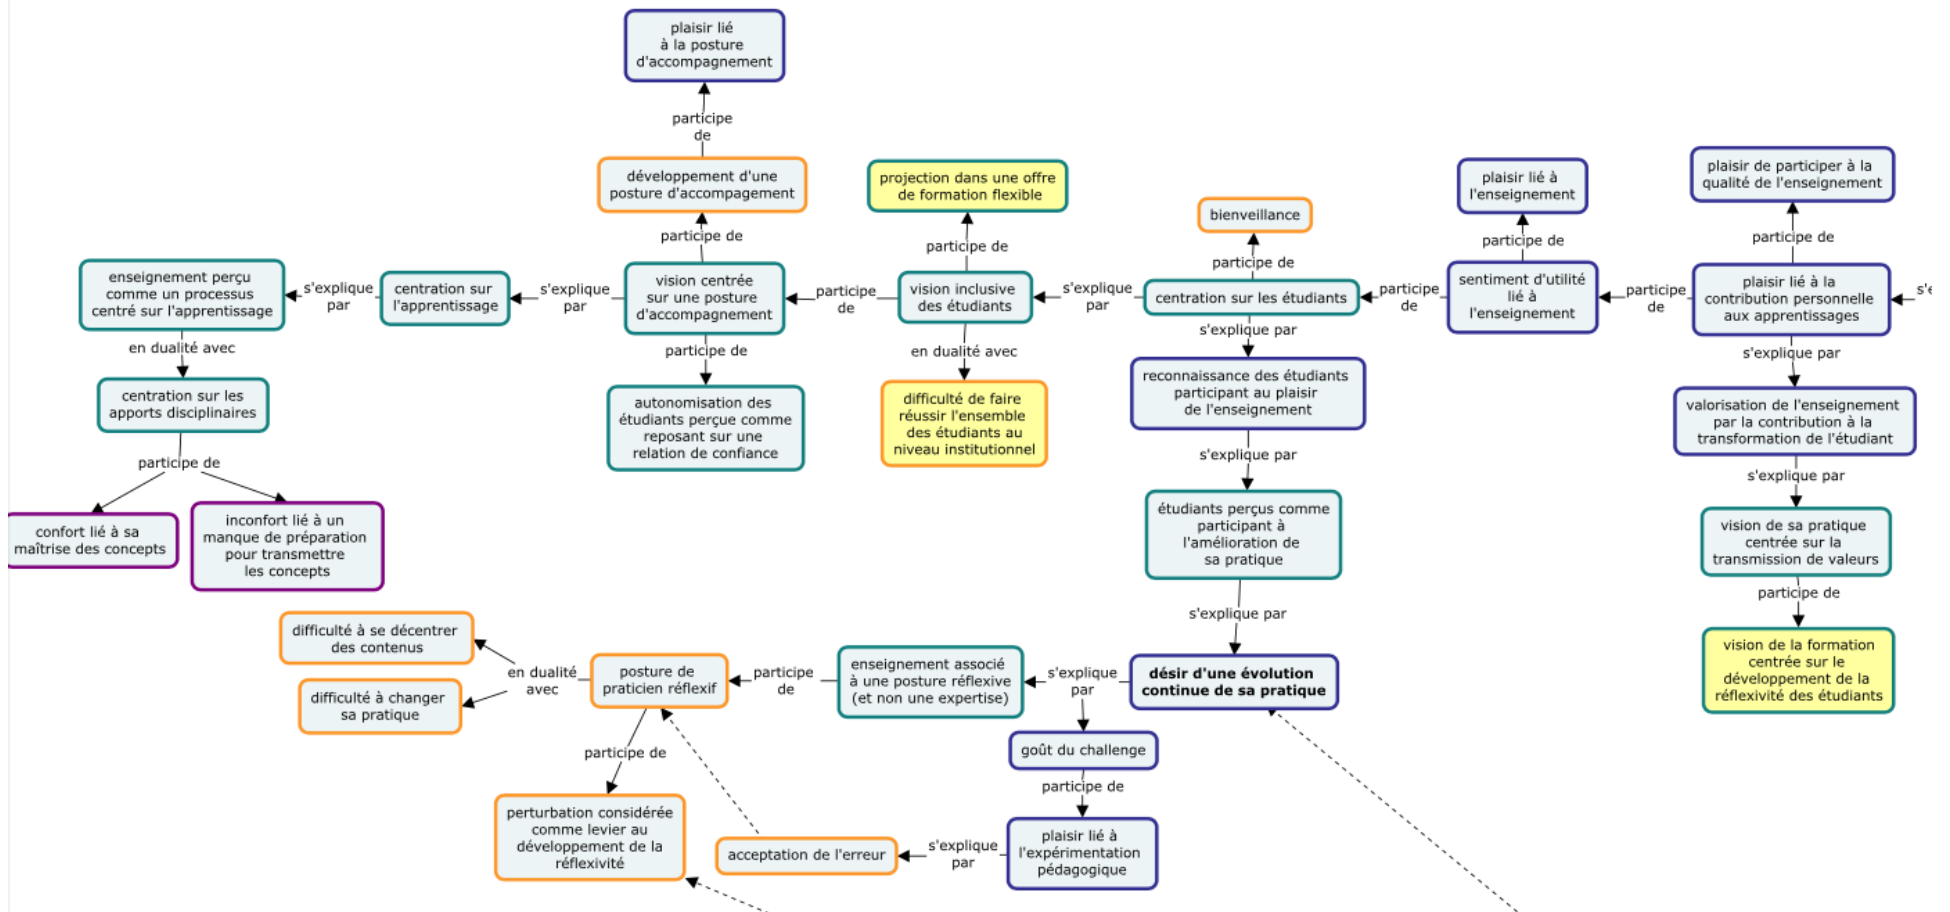 plaisir lié
à la posture
d'accompagnement
participe
de
développement d'une
posture d'accompagement
participe de
projection dans une offre
de formation flexible
participe de
bienveillance
participe de
plaisir lié à
l'enseignement
participe de
plaisir de participer à la
qualité de l'enseignement
participe de
enseignement perçu
comme un processus
centré sur l'apprentissage
s'explique
par
centration sur
l'apprentissage
s'explique
par
vision centrée
sur une posture
d'accompagnement
participe
de
vision inclusive
des étudiants
s'explique
par
centration sur les étudiants
participe
de
sentiment d'utilité
lié à
l'enseignement
participe
de
plaisir lié à la
contribution personnelle
aux apprentissages
en dualité avec
centration sur les
apports disciplinaires
participe de
confort lié à sa
maîtrise des concepts
inconfort lié à un
manque de préparation
pour transmettre
les concepts
participe de
autonomisation des
étudiants perçue comme
reposant sur une
relation de confiance
en dualité avec
difficulté de faire
réussir l'ensemble
des étudiants au
niveau institutionnel
s'explique par
reconnaissance des étudiants
participant au plaisir
de l'enseignement
s'explique par
étudiants perçus comme
participant à
l'amélioration de
sa pratique
s'explique par
s'explique par
valorisation de l'enseignement
par la contribution à la
transformation de l'étudiant
s'explique par
vision de sa pratique
centrée sur la
transmission de valeurs
participe de
vision de la formation
centrée sur le
développement de la
réflexivité des étudiants
difficulté à se décentrer
des contenus
difficulté à changer
sa pratique
en dualité
avec
posture de
praticien réflexif
participe
de
enseignement associé
à une posture réflexive
(et non une expertise)
s'explique
par
désir d'une évolution
continue de sa pratique
goût du challenge
participe de
participe de
perturbation considérée
comme levier au
développement de la
réflexivité
acceptation de l'erreur
s'explique
par
plaisir lié à
l'expérimentation
pédagogique